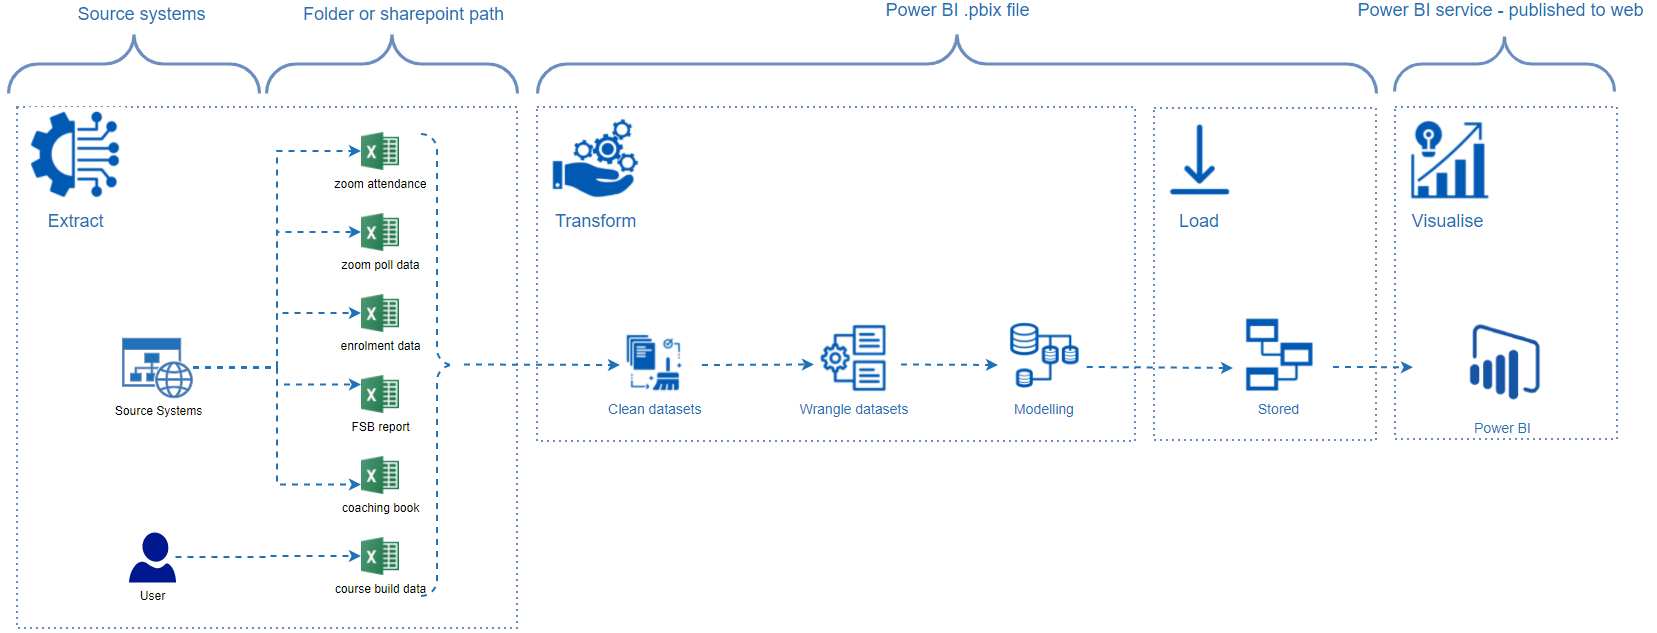 Source systems
Folder or sharepoint path
Power BI .pbix file
Power BI service - published to web
Extract
Transform
Load
Visualise
zoom attendance
zoom poll data
enrolment data
FSB report
coaching book
course build data
Source Systems
User
Clean datasets
Wrangle datasets
Modelling
Stored
Power BI